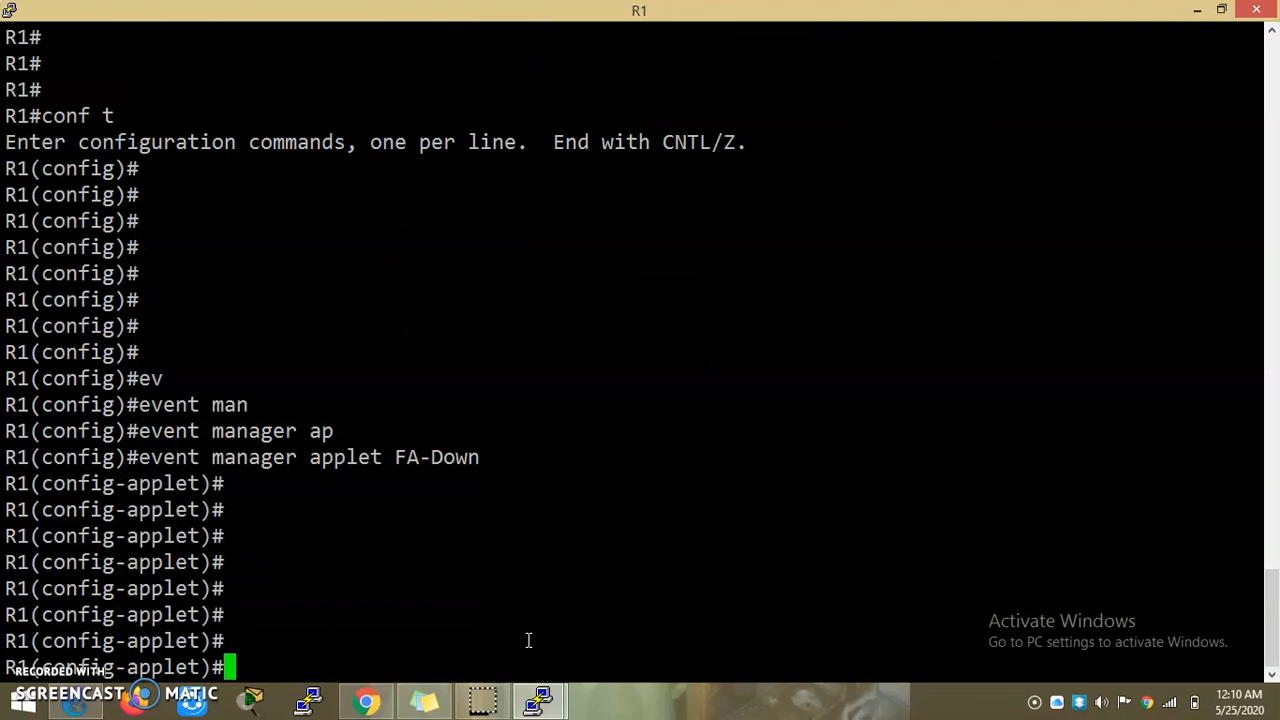 R1
R1#
R1#
R1#
R1#conf t
Enter configuration commands, one per line.  End with CNTL/Z.
R1(config)#
R1(config)#
R1(config)#
R1(config)#
R1(config)#
R1(config)#
R1(config)#
R1(config)#
R1(config)#ev
R1(config)#event man
R1(config)#event manager ap
R1(config)#event manager applet FA-Down
R1(config-applet)#
R1(config-applet)#
R1(config-applet)#
R1(config-applet)#
R1(config-applet)#
R1(config-applet)#
R1(config-applet)#
R1(config-applet)#
Activate Windows
Go to PC settings to activate Windows.
RECORDED WITH
SCREENCAST MATIC
12:10 AM
5/25/2020